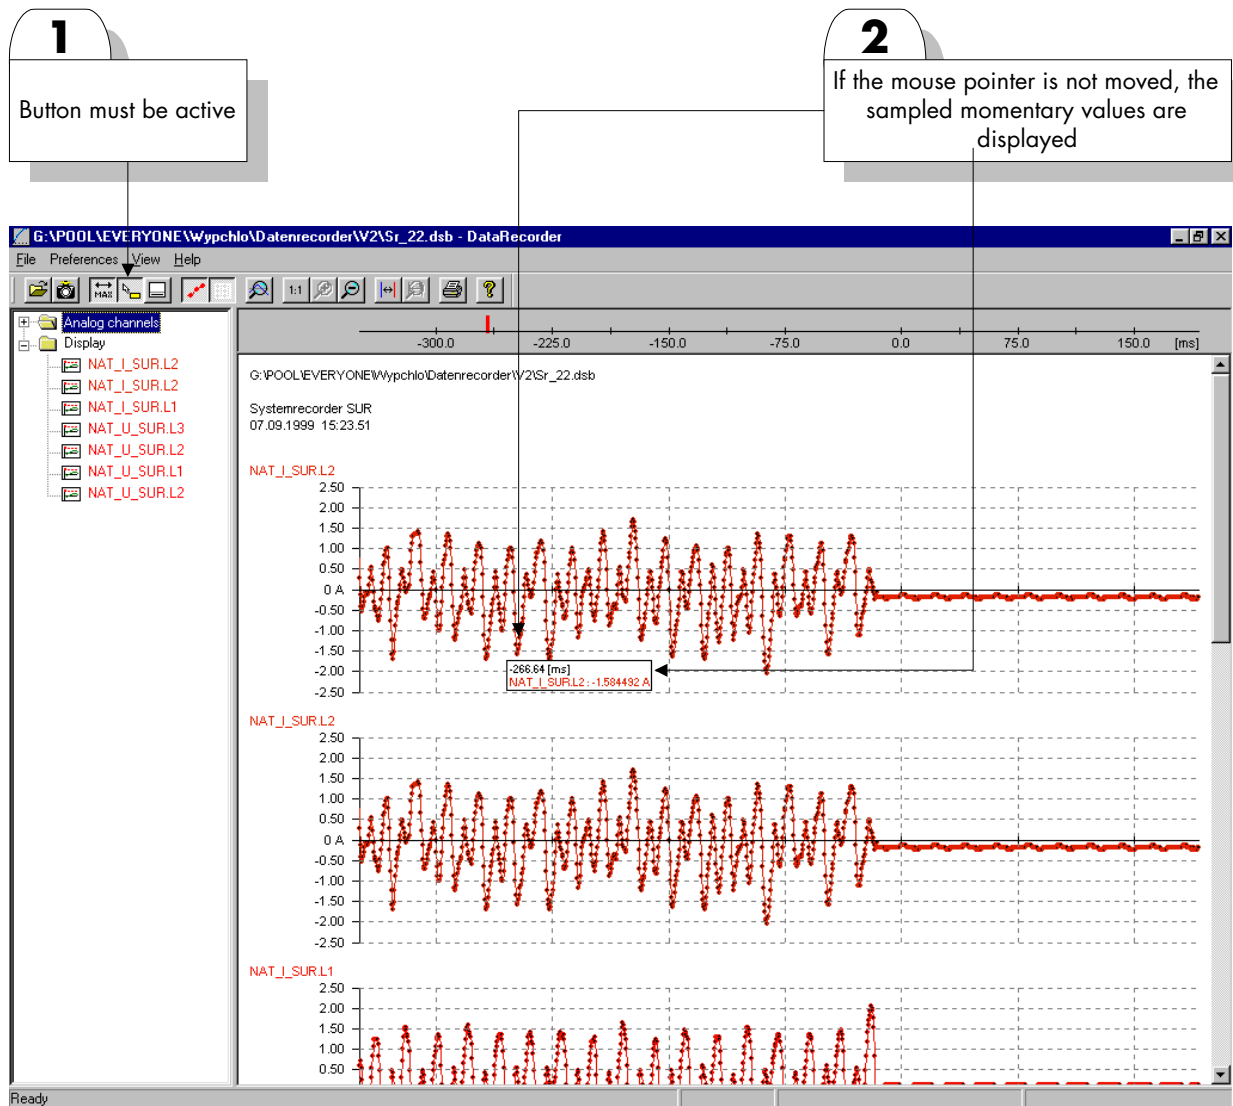 1
Button must be active
2
If the mouse pointer is not moved, the
sampled momentary values are
displayed
G:\POOL\EVERYONE\Wypchlo\Datenrecorder\V2\Sr_22.dsb - DataRecorder
File Preferences View Help
MAX 1:1 ?
Analog channels
Display
NAT_I_SUR.L2
NAT_I_SUR.L2
NAT_I_SUR.L1
NAT_U_SUR.L3
NAT_U_SUR.L2
NAT_U_SUR.L1
NAT_U_SUR.L2
-300.0 -225.0 -150.0 -75.0 0.0 75.0 150.0 [ms]
G:\POOL\EVERYONE\Wypchlo\Datenrecorder\V2\Sr_22.dsb
Systemrecorder SUR
07.09.1999 15:23.51
NAT_I_SUR.L2
2.50
2.00
1.50
1.00
0.50
0 A
-0.50
-1.00
-1.50
-2.00
-2.50
-266.64 [ms]
NAT_I_SUR.L2 : -1.584492 A
NAT_I_SUR.L2
2.50
2.00
1.50
1.00
0.50
0 A
-0.50
-1.00
-1.50
-2.00
-2.50
NAT_I_SUR.L1
2.50
2.00
1.50
1.00
0.50
Ready